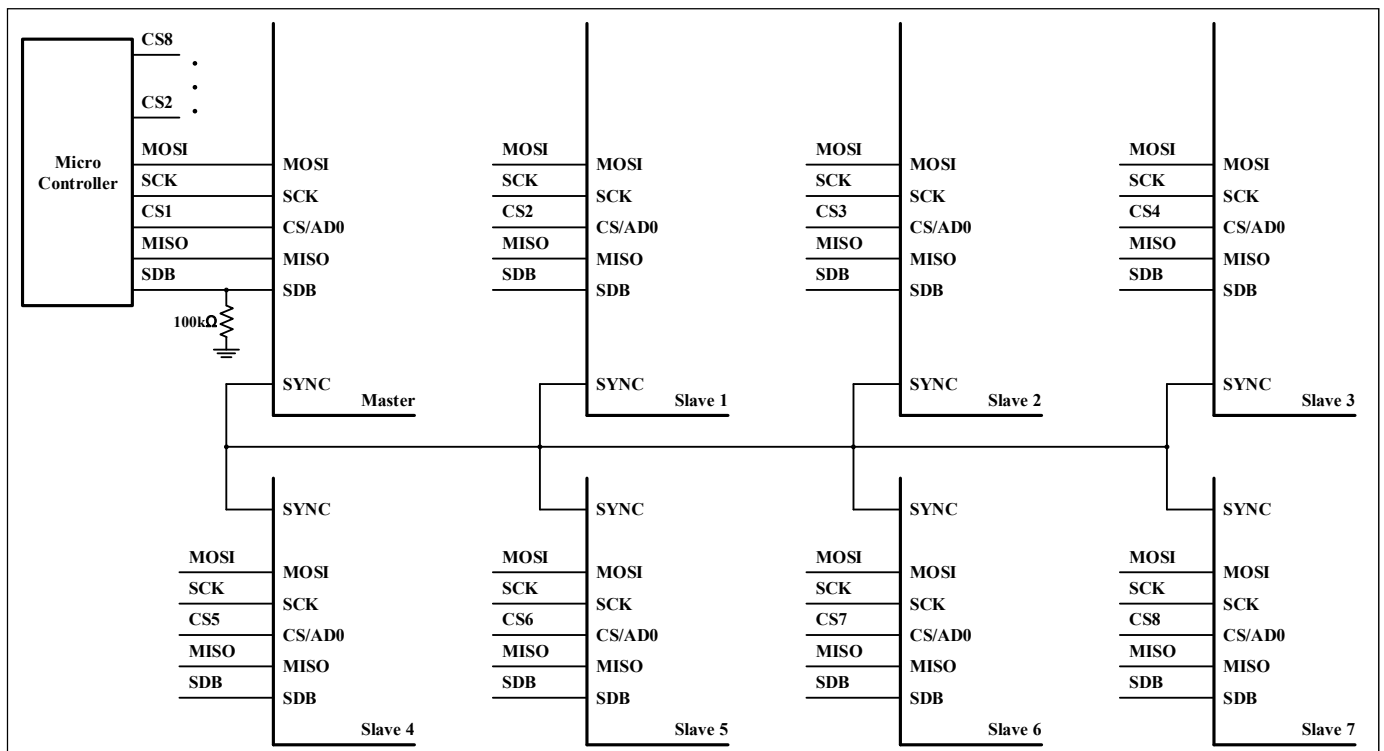 CS8
CS2
Micro
Controller
MOSI
SCK
CS1
MISO
SDB
100kΩ
MOSI
SCK
CS/AD0
MISO
SDB
SYNC
Master
MOSI
SCK
CS2
MISO
SDB
MOSI
SCK
CS/AD0
MISO
SDB
SYNC
Slave 1
MOSI
SCK
CS3
MISO
SDB
MOSI
SCK
CS/AD0
MISO
SDB
SYNC
Slave 2
MOSI
SCK
CS4
MISO
SDB
MOSI
SCK
CS/AD0
MISO
SDB
SYNC
Slave 3
SYNC
MOSI
SCK
CS5
MISO
SDB
MOSI
SCK
CS/AD0
MISO
SDB
Slave 4
SYNC
MOSI
SCK
CS6
MISO
SDB
MOSI
SCK
CS/AD0
MISO
SDB
Slave 5
SYNC
MOSI
SCK
CS7
MISO
SDB
MOSI
SCK
CS/AD0
MISO
SDB
Slave 6
SYNC
MOSI
SCK
CS8
MISO
SDB
MOSI
SCK
CS/AD0
MISO
SDB
Slave 7